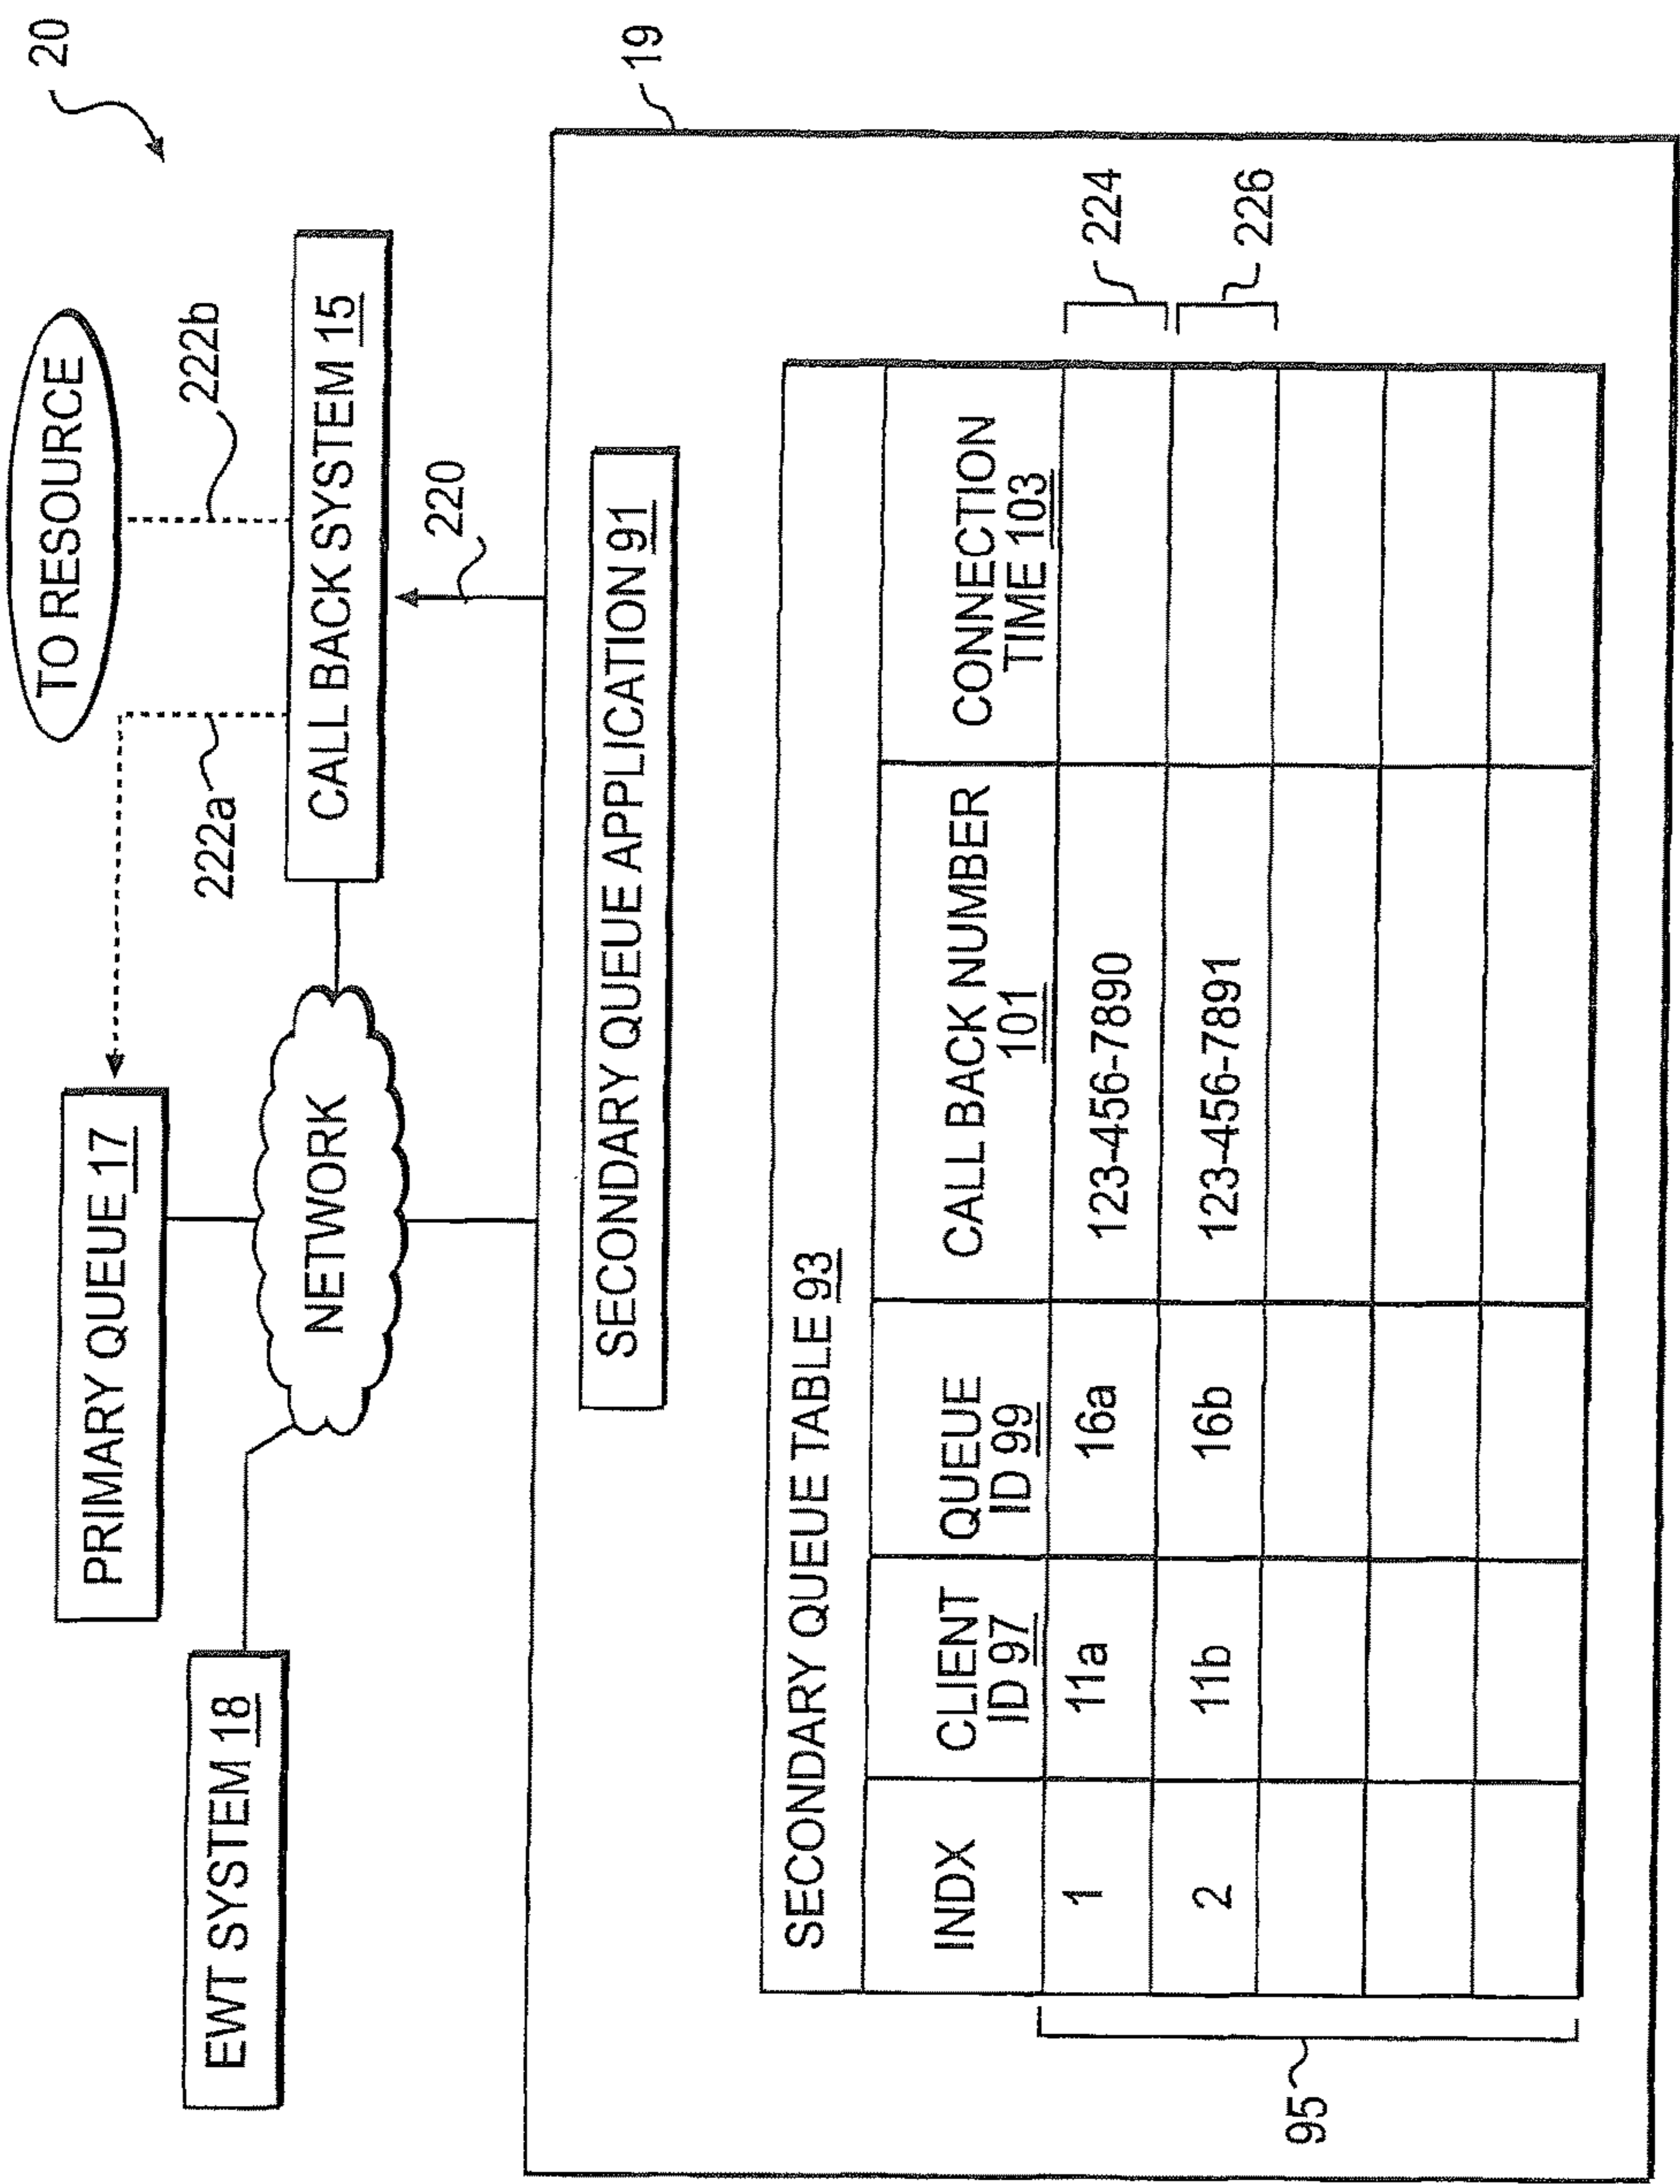 20
TO RESOURCE
222b
222a
PRIMARY QUEUE 17
CALL BACK SYSTEM 15
EWT SYSTEM 18
NETWORK
220
19
SECONDARY QUEUE APPLICATION 91
SECONDARY QUEUE TABLE 93
INDX
CLIENT
ID 97
QUEUE
ID 99
CALL BACK NUMBER
101
CONNECTION
TIME 103
1 11a 16a 123-456-7890
224
2 11b 16b 123-456-7891
226
95